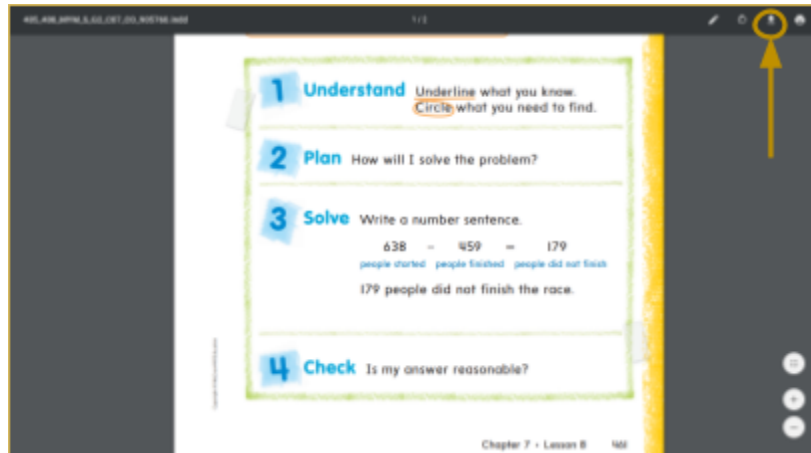 1 / 2
1 Understand Underline what you know.
Circle what you need to find.
2 Plan How will I solve the problem?
3 Solve Write a number sentence.
638 - 459 = 179
people started people finished people did not finish
179 people did not finish the race.
4 Check Is my answer reasonable?
Chapter 7 • Lesson 8 461